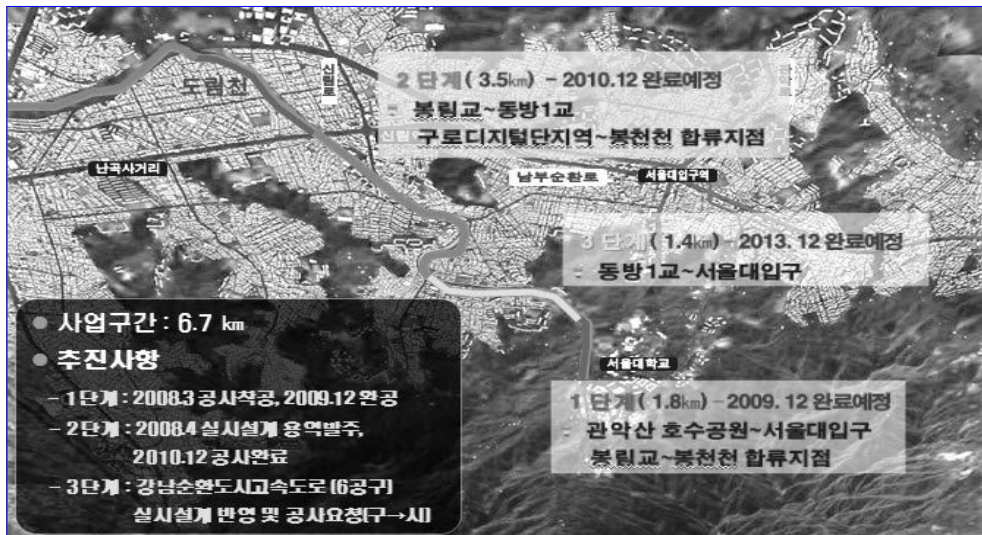 도림천
신림로
2 단계 ( 3.5㎞) - 2010.12 완료예정
- 봉림교~동방1교
구로디지털단지역~봉천천 합류지점
난곡사거리
남부순환로
서울대입구역
3 단계 ( 1.4㎞) - 2013. 12 완료예정
- 동방1교~서울대입구
● 사업구간 : 6.7 ㎞
● 추진사항
- 1단계 : 2008.3 공사착공, 2009.12 완공
- 2단계 : 2008.4 실시설계 용역발주,
2010.12 공사완료
- 3단계 : 강남순환도시고속도로 (6공구)
실시설계 반영 및 공사요청(구→시)
서울대학교
1 단계 ( 1.8㎞) - 2009. 12 완료예정
- 관악산 호수공원~서울대입구
봉림교~봉천천 합류지점